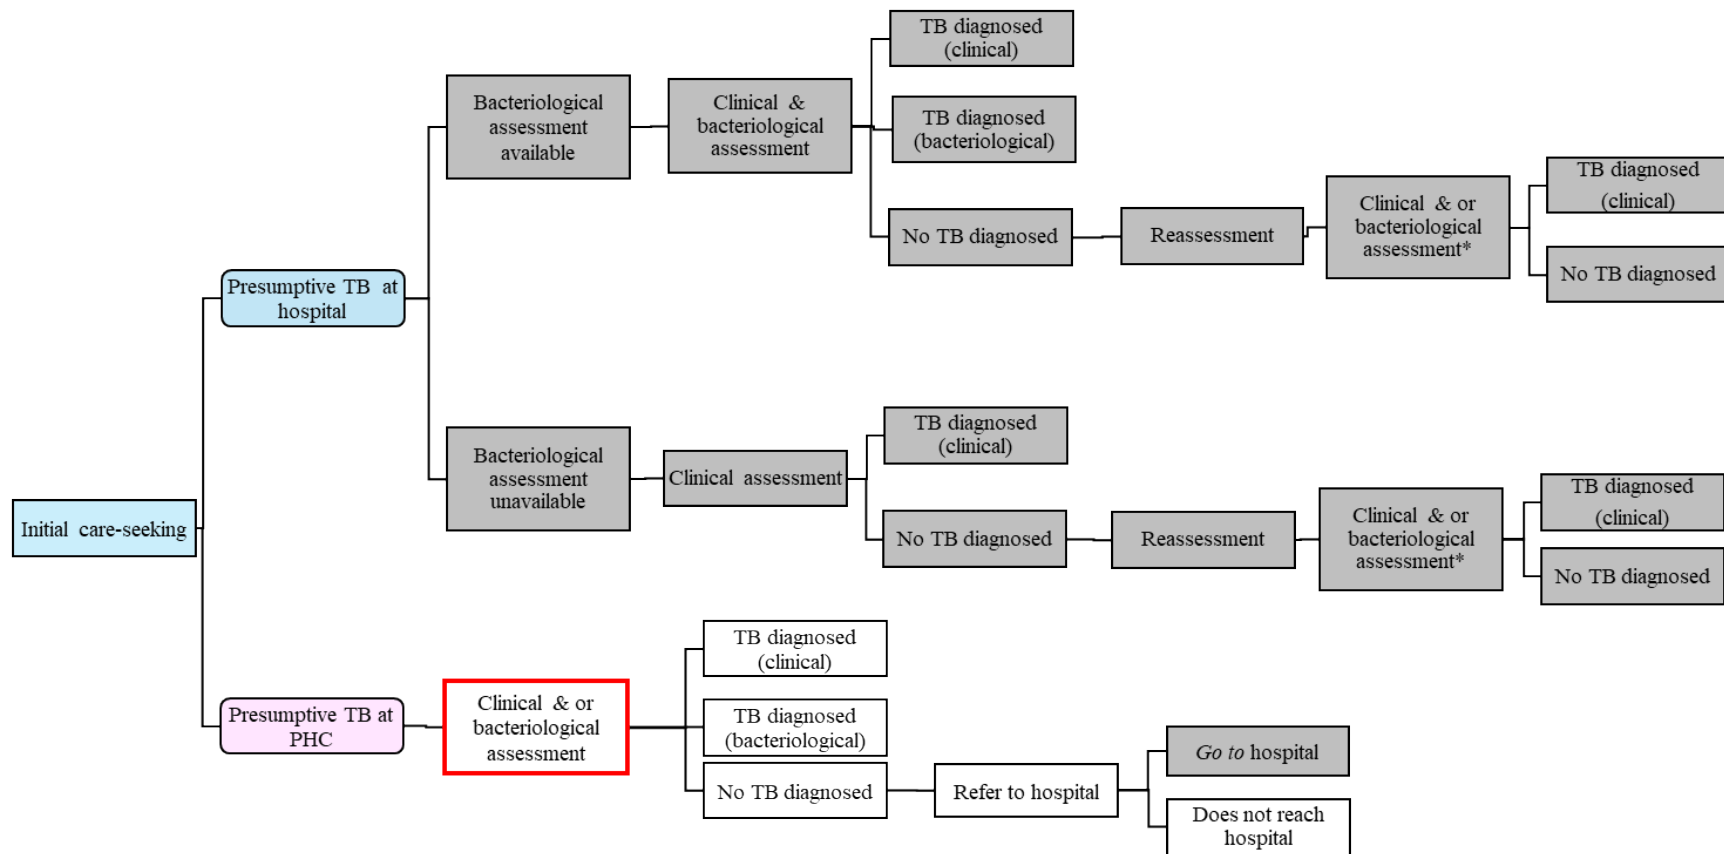 Initial care-seeking
Presumptive TB at
hospital
Bacteriological
assessment
available
Clinical &
bacteriological
assessment
TB diagnosed
(clinical)
TB diagnosed
(bacteriological)
No TB diagnosed
Reassessment
Clinical & or
bacteriological
assessment*
TB diagnosed
(clinical)
No TB diagnosed
Bacteriological
assessment
unavailable
Clinical assessment
TB diagnosed
(clinical)
No TB diagnosed
Reassessment
Clinical & or
bacteriological
assessment*
TB diagnosed
(clinical)
No TB diagnosed
Presumptive TB at
PHC
Clinical & or
bacteriological
assessment
TB diagnosed
(clinical)
TB diagnosed
(bacteriological)
No TB diagnosed
Refer to hospital
Go to hospital
Does not reach
hospital